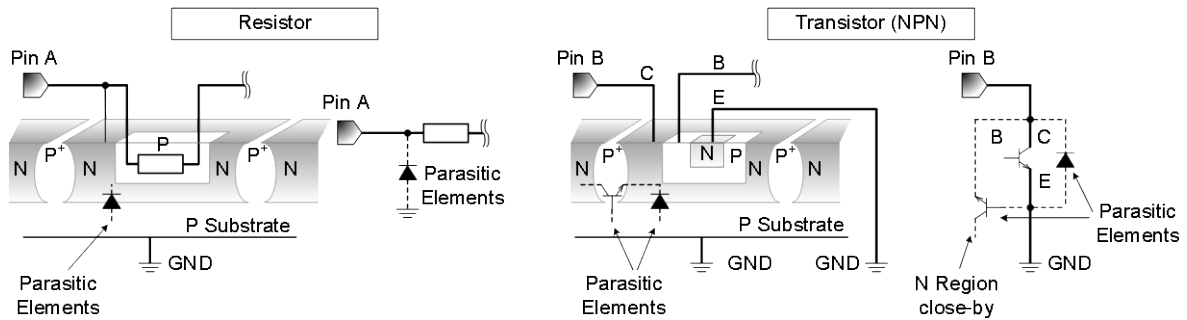 Resistor
Transistor (NPN)
Pin A
Pin A
N
P+
N
P
P+
N
N
Parasitic
Elements
P Substrate
GND
Parasitic
Elements
Pin B
C
B
E
N
P+
N
N
P
P+
N
N
P Substrate
GND
GND
Parasitic
Elements
Pin B
B
C
E
Parasitic
Elements
GND
N Region
close-by